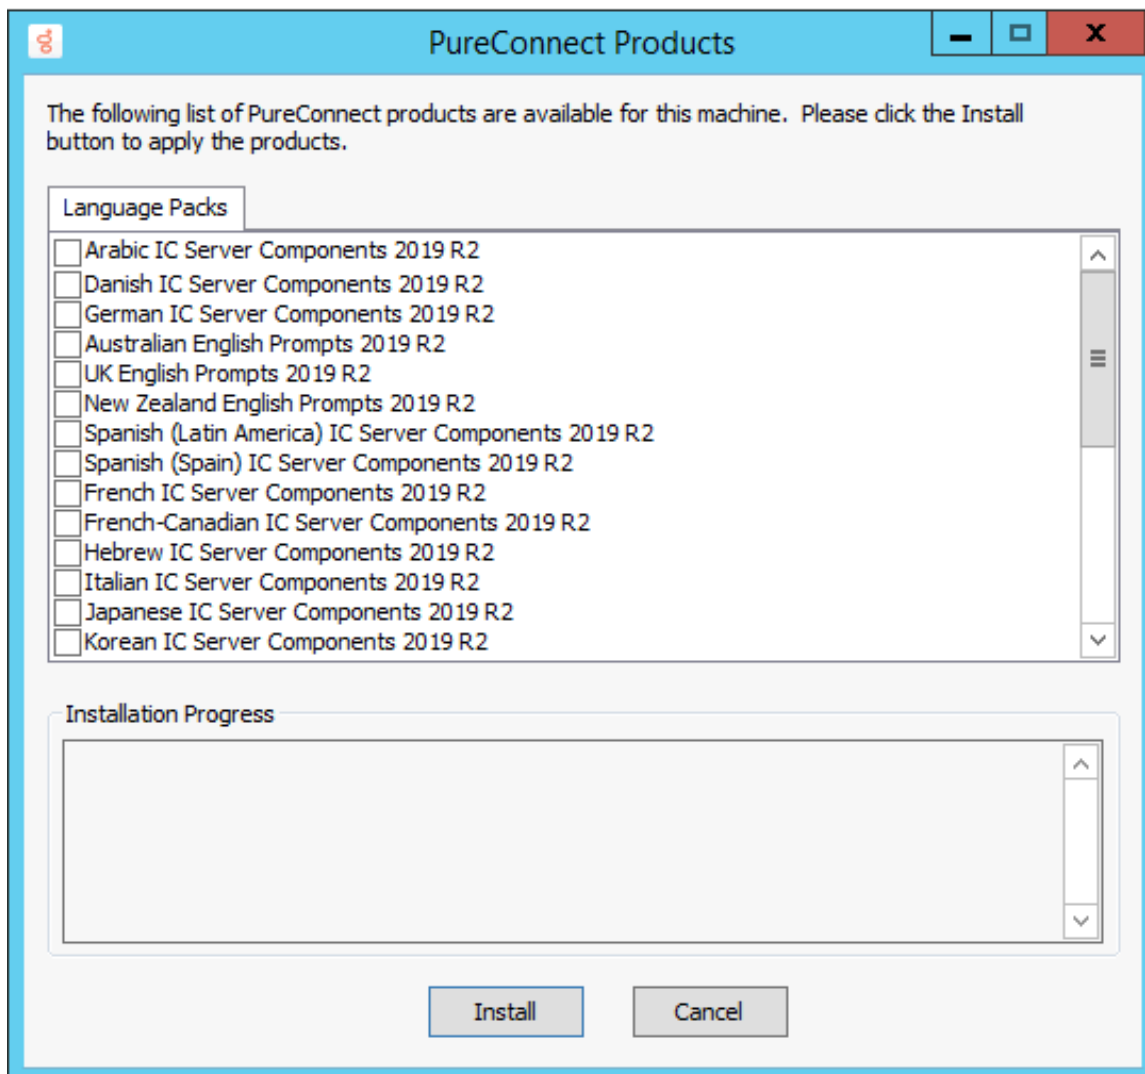 PureConnect Products
The following list of PureConnect products are available for this machine.  Please click the Install
button to apply the products.
Language Packs
Arabic IC Server Components 2019 R2
Danish IC Server Components 2019 R2
German IC Server Components 2019 R2
Australian English Prompts 2019 R2
UK English Prompts 2019 R2
New Zealand English Prompts 2019 R2
Spanish (Latin America) IC Server Components 2019 R2
Spanish (Spain) IC Server Components 2019 R2
French IC Server Components 2019 R2
French-Canadian IC Server Components 2019 R2
Hebrew IC Server Components 2019 R2
Italian IC Server Components 2019 R2
Japanese IC Server Components 2019 R2
Korean IC Server Components 2019 R2
Installation Progress
Install Cancel